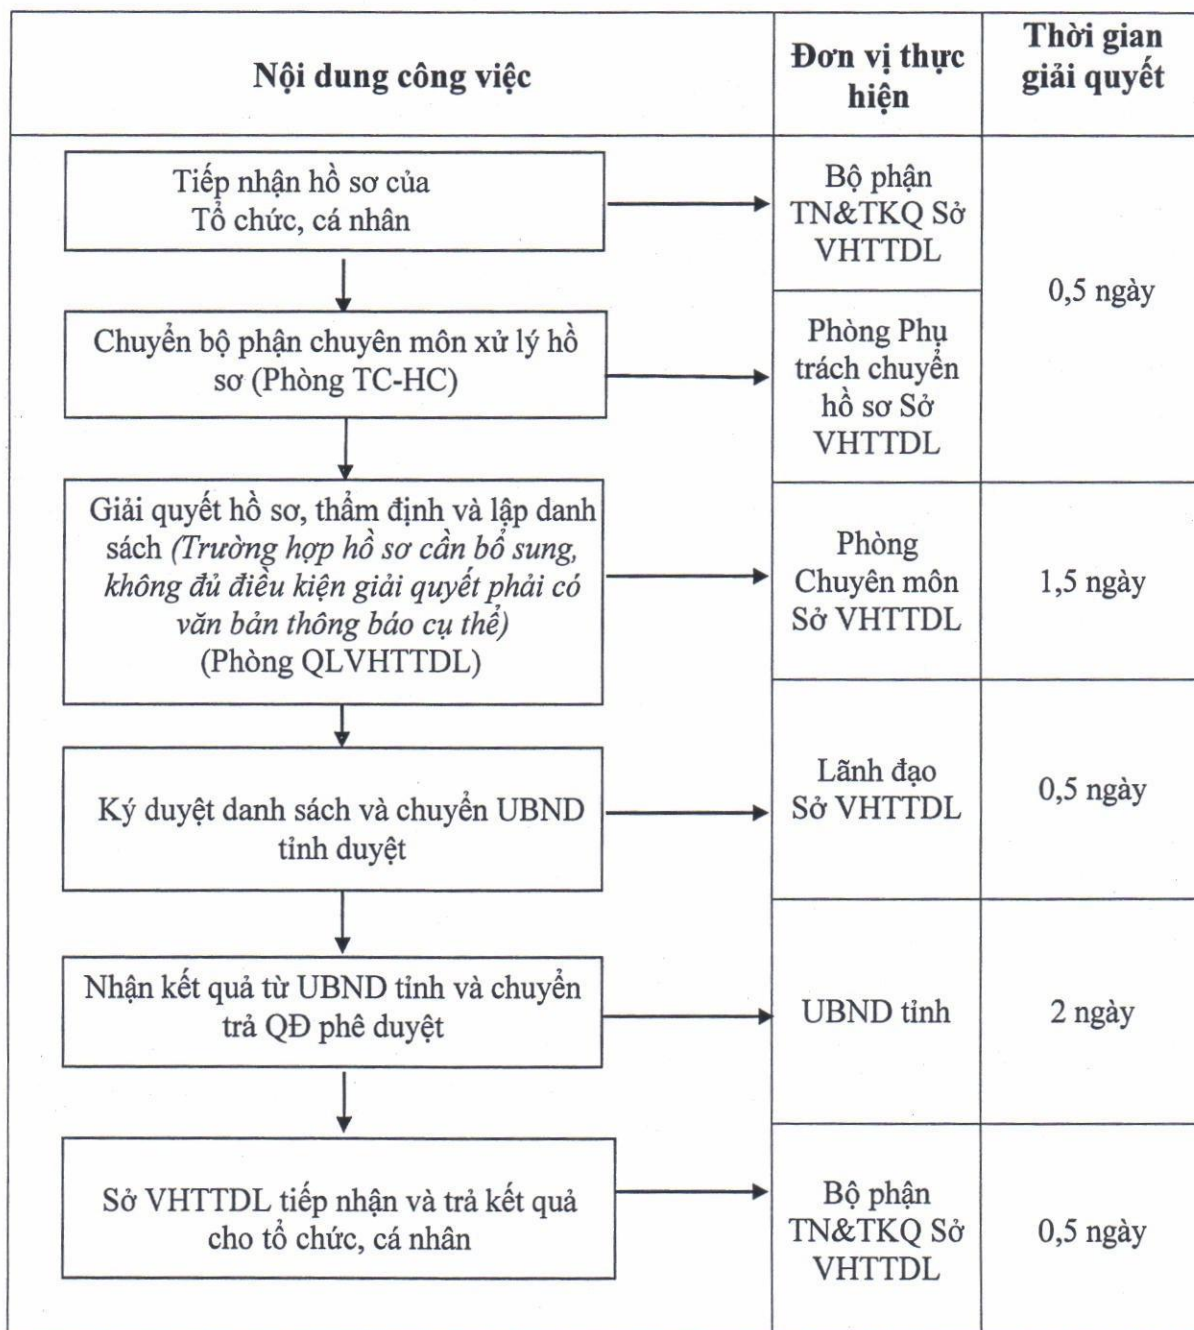 Nội dung công việc
Đơn vị thực
hiện
Thời gian
giải quyết
Tiếp nhận hồ sơ của
Tổ chức, cá nhân
Bộ phận
TN&TKQ Sở
VHTTDL
0,5 ngày
Chuyển bộ phận chuyên môn xử lý hồ
sơ (Phòng TC-HC)
Phòng Phụ
trách chuyển
hồ sơ Sở
VHTTDL
Giải quyết hồ sơ, thẩm định và lập danh
sách (Trường hợp hồ sơ cần bổ sung,
không đủ điều kiện giải quyết phải có
văn bản thông báo cụ thể)
(Phòng QLVHTTDL)
Phòng
Chuyên môn
Sở VHTTDL
1,5 ngày
Ký duyệt danh sách và chuyển UBND
tỉnh duyệt
Lãnh đạo
Sở VHTTDL
0,5 ngày
Nhận kết quả từ UBND tỉnh và chuyển
trả QĐ phê duyệt
UBND tỉnh
2 ngày
Sở VHTTDL tiếp nhận và trả kết quả
cho tổ chức, cá nhân
Bộ phận
TN&TKQ Sở
VHTTDL
0,5 ngày